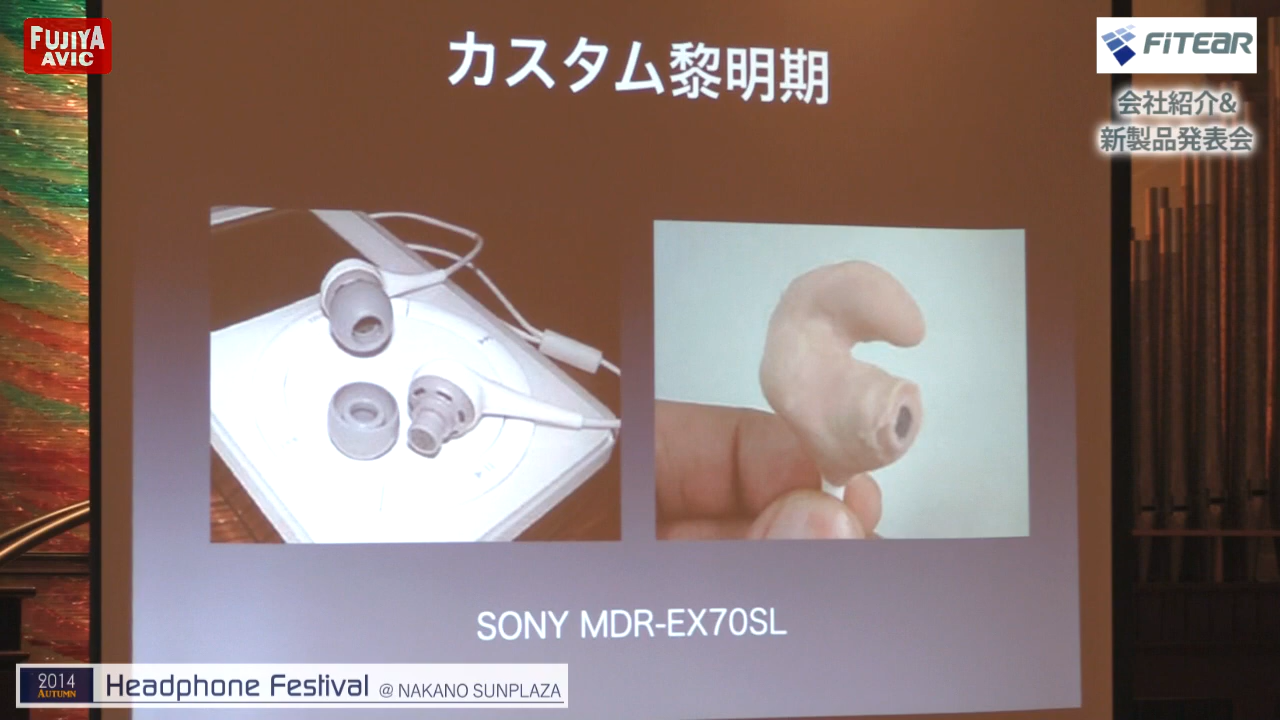 FUJIYA
AVIC
カスタム黎明期
FitEar
会社紹介&
新製品発表会
SONY MDR-EX70SL
2014
AUTUMN
Headphone Festival @ NAKANO SUNPLAZA